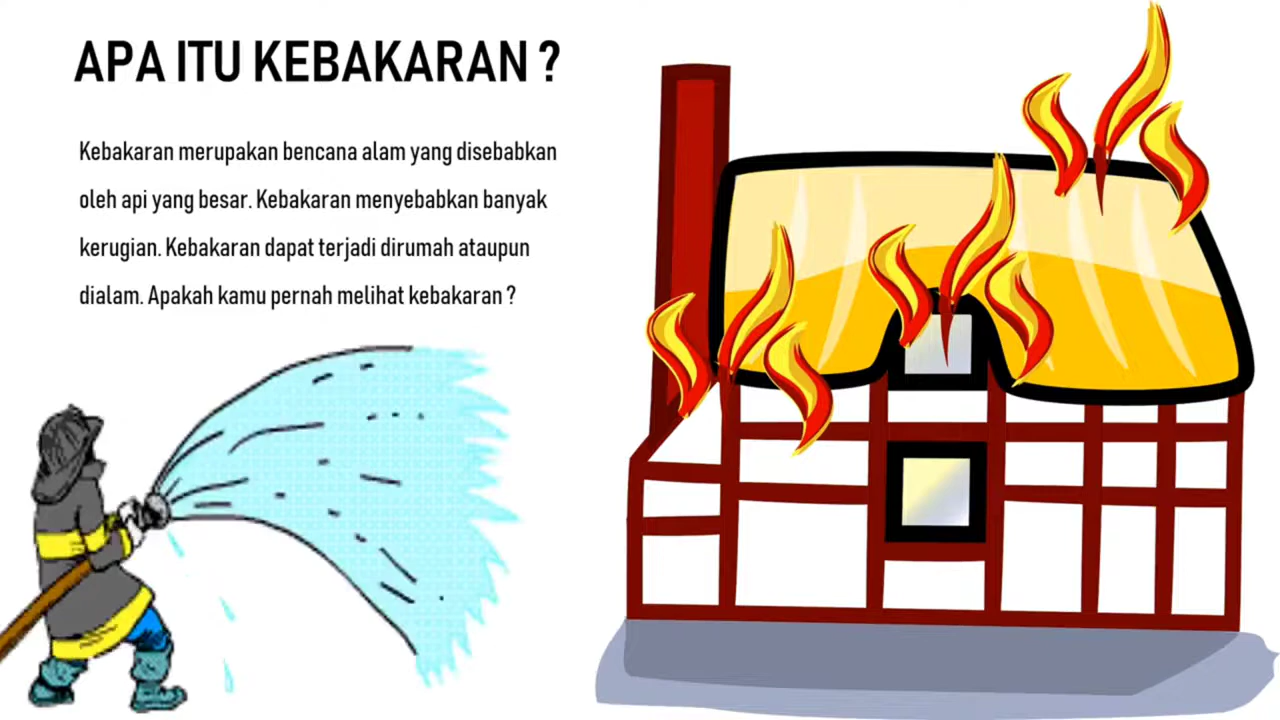 APA ITU KEBAKARAN ?
Kebakaran merupakan bencana alam yang disebabkan
oleh api yang besar. Kebakaran menyebabkan banyak
kerugian. Kebakaran dapat terjadi dirumah ataupun
dialam. Apakah kamu pernah melihat kebakaran ?